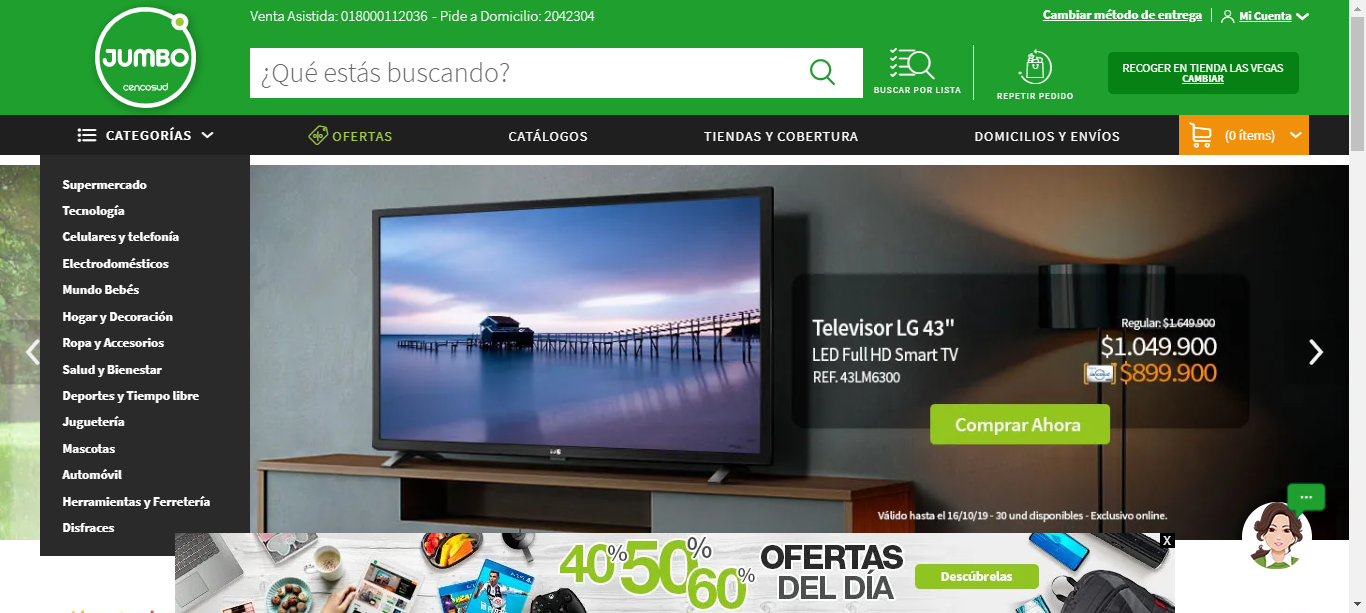 Venta Asistida: 018000112036 - Pide a Domicilio: 2042304
Cambiar método de entrega
Mi Cuenta
JUMBO
cencosud
¿Qué estás buscando?
BUSCAR POR LISTA
REPETIR PEDIDO
RECOGER EN TIENDA LAS VEGAS
CAMBIAR
CATEGORÍAS
OFERTAS
CATÁLOGOS
TIENDAS Y COBERTURA
DOMICILIOS Y ENVÍOS
(0 ítems)
Supermercado
Tecnología
Celulares y telefonía
Electrodomésticos
Mundo Bebés
Hogar y Decoración
Ropa y Accesorios
Salud y Bienestar
Deportes y Tiempo libre
Juguetería
Mascotas
Automóvil
Herramientas y Ferretería
Disfraces
Televisor LG 43"
LED Full HD Smart TV
REF. 43LM6300
Regular: $1.649.900
$1.049.900
$899.900
Comprar Ahora
Válido hasta el 16/10/19 - 30 und disponibles - Exclusivo online.
X
40% 50% 60%
OFERTAS
DEL DÍA
Descúbrelas